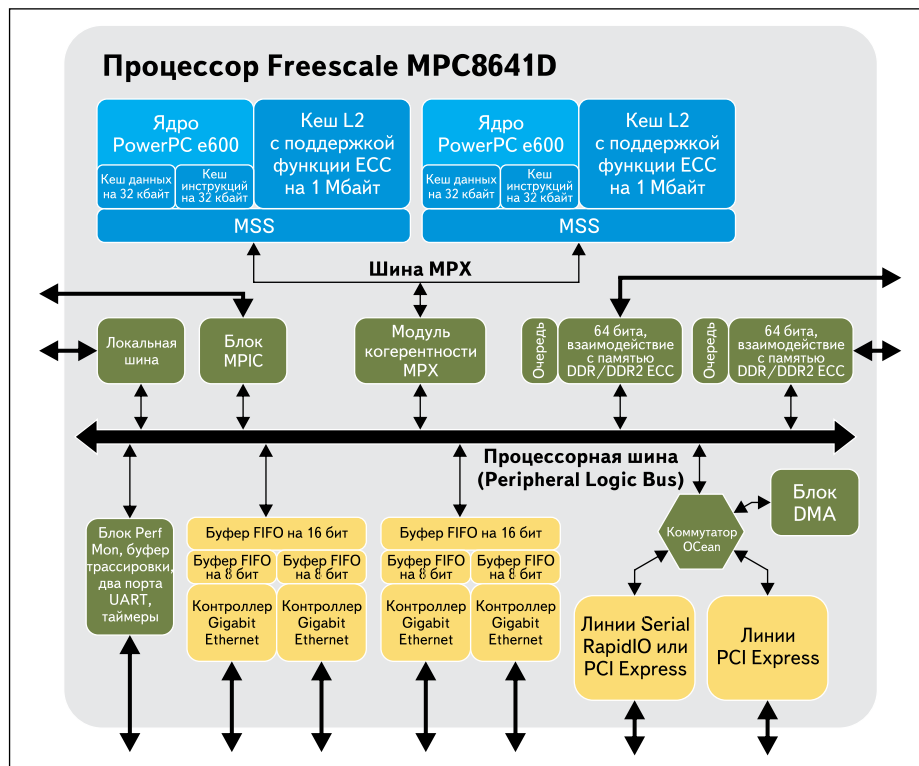 Процессор Freescale MPC8641D
Ядро
PowerPC e600
Кеш данных
на 32 кбайт
Кеш
инструкций
на 32 кбайт
Кеш L2
с поддержкой
функции ECC
на 1 Мбайт
MSS
Ядро
PowerPC e600
Кеш данных
на 32 кбайт
Кеш
инструкций
на 32 кбайт
Кеш L2
с поддержкой
функции ECC
на 1 Мбайт
MSS
Шина MPX
Локальная
шина
Блок
MPIC
Модуль
когерентности
MPX
Очередь
64 бита,
взаимодействие
с памятью
DDR/DDR2 ECC
Очередь
64 бита,
взаимодействие
с памятью
DDR/DDR2 ECC
Процессорная шина
(Peripheral Logic Bus)
Блок Perf
Mon, буфер
трассировки,
два порта
UART,
таймеры
Буфер FIFO на 16 бит
Буфер FIFO
на 8 бит
Буфер FIFO
на 8 бит
Контроллер
Gigabit
Ethernet
Контроллер
Gigabit
Ethernet
Буфер FIFO на 16 бит
Буфер FIFO
на 8 бит
Буфер FIFO
на 8 бит
Контроллер
Gigabit
Ethernet
Контроллер
Gigabit
Ethernet
Коммутатор
OCean
Блок
DMA
Линии Serial
RapidIO или
PCI Express
Линии
PCI Express